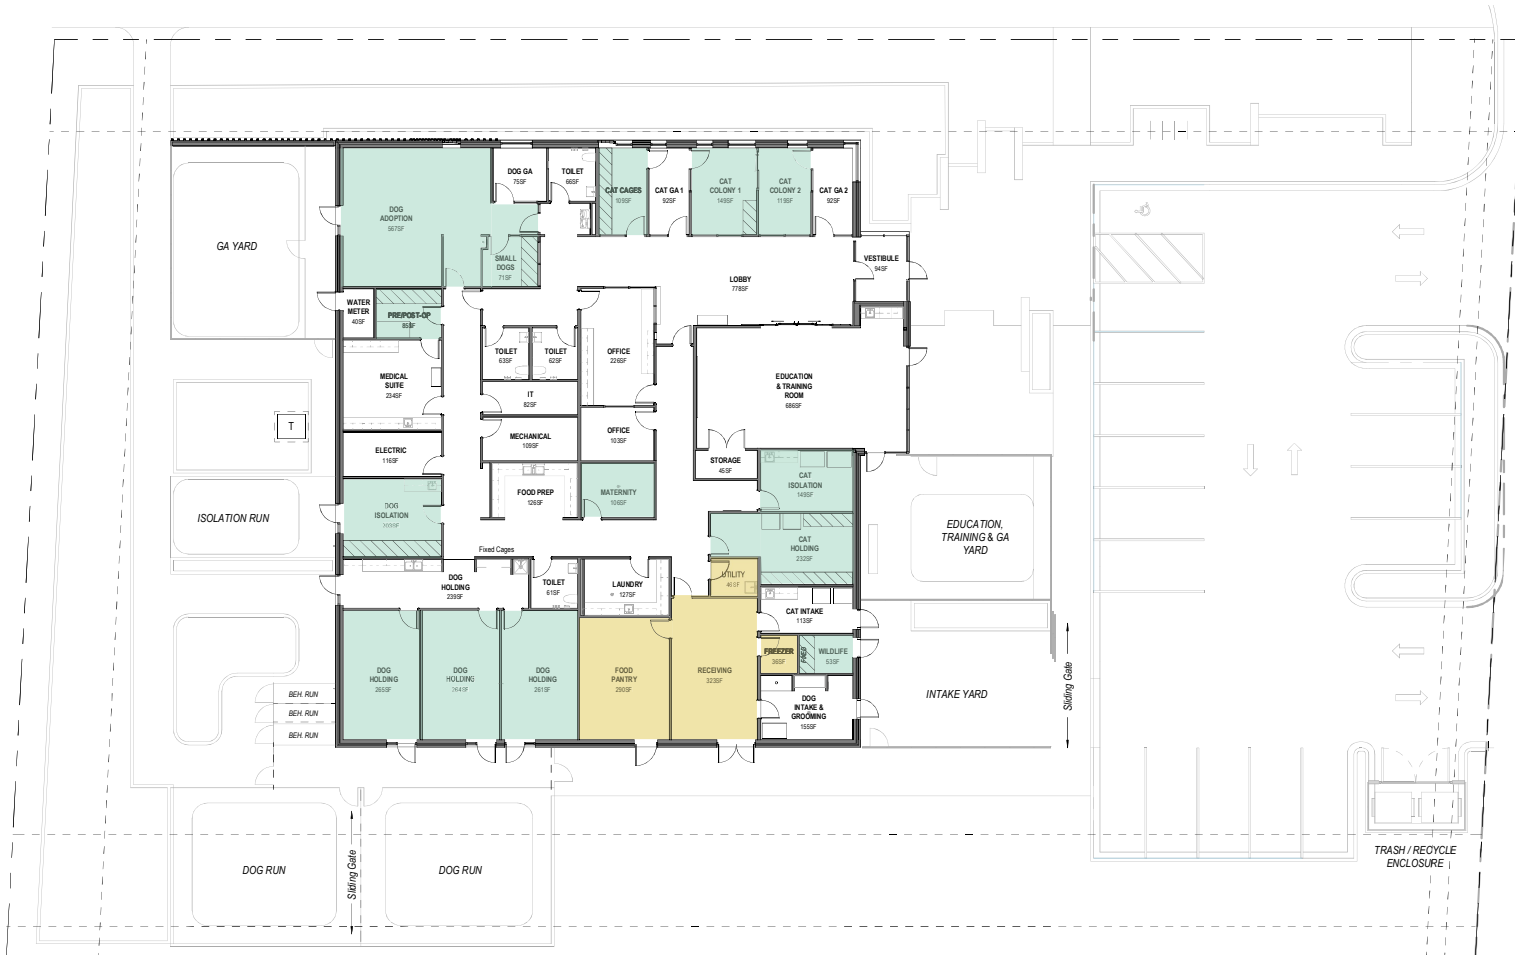 DOG GA
75SF
TOILET
66SF
CAT CAGES
109SF
CAT GA 1
92SF
CAT
COLONY 1
149SF
CAT
COLONY 2
119SF
CAT GA 2
92SF
DOG
ADOPTION
567SF
GA YARD
SMALL
DOGS
71SF
LOBBY
778SF
VESTIBULE
94SF
WATER
METER
40SF
PRE/POST-OP
85SF
TOILET
63SF
TOILET
62SF
OFFICE
226SF
MEDICAL
SUITE
234SF
IT
82SF
EDUCATION
& TRAINING
ROOM
686SF
T
MECHANICAL
109SF
OFFICE
103SF
ELECTRIC
116SF
STORAGE
45SF
CAT
ISOLATION
149SF
FOOD PREP
126SF
MATERNITY
108SF
DOG
ISOLATION
203SF
ISOLATION RUN
EDUCATION,
TRAINING & GA
YARD
CAT
HOLDING
232SF
Fixed Cages
DOG
HOLDING
239SF
TOILET
61SF
LAUNDRY
127SF
UTILITY
46SF
CAT INTAKE
113SF
FREEZER
36SF
WILDLIFE
53SF
DOG
HOLDING
265SF
DOG
HOLDING
264SF
DOG
HOLDING
261SF
FOOD
PANTRY
290SF
RECEIVING
323SF
DOG
INTAKE &
GROOMING
155SF
BEH. RUN
BEH. RUN
BEH. RUN
INTAKE YARD
Sliding Gate
DOG RUN
Sliding Gate
DOG RUN
TRASH / RECYCLE
ENCLOSURE